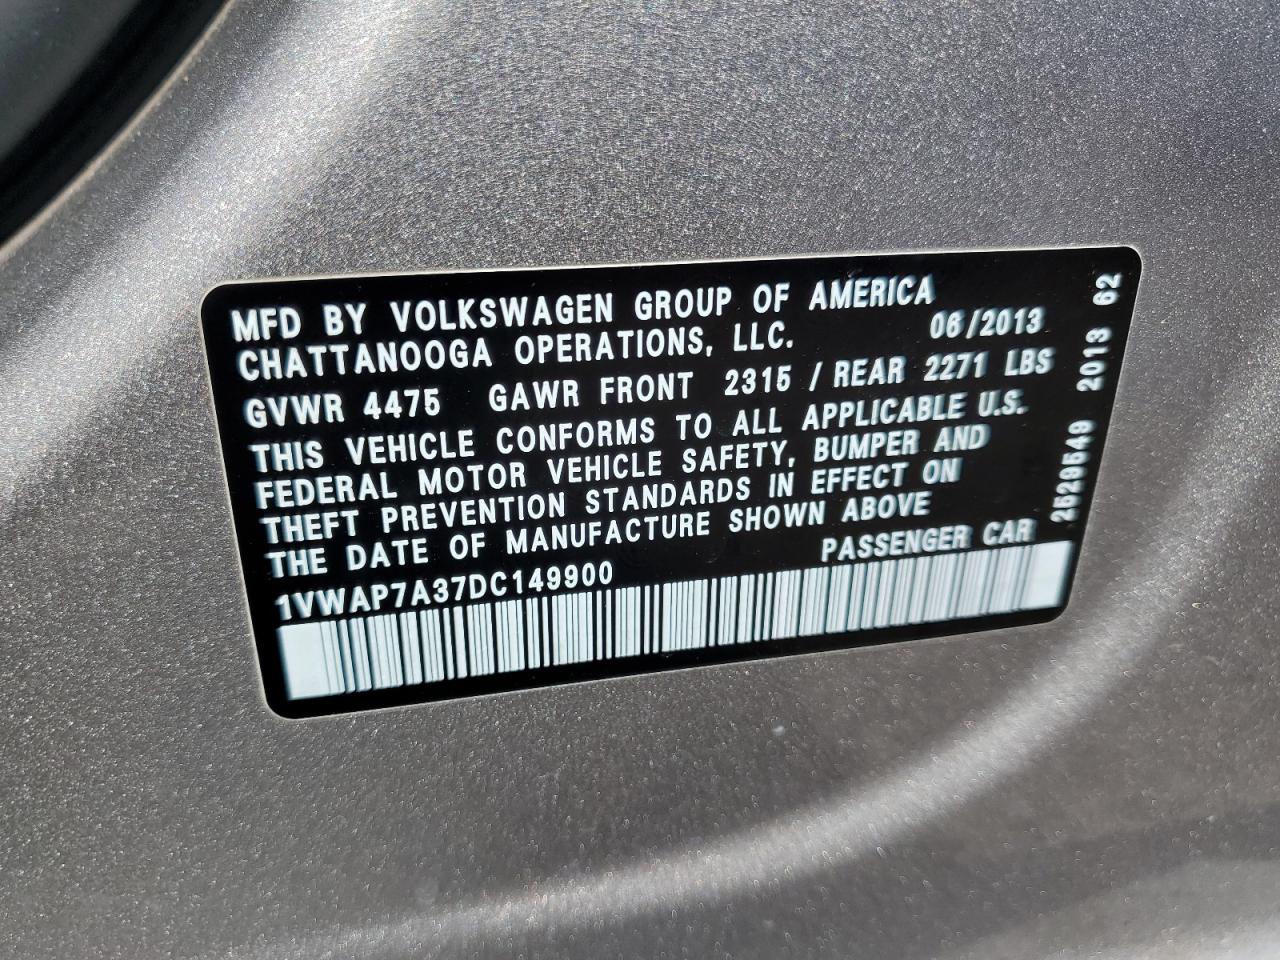 MFD BY VOLKSWAGEN GROUP OF AMERICA
CHATTANOOGA OPERATIONS, LLC. 06/2013
GVWR 4475 GAWR FRONT 2315 / REAR 2271 LBS
THIS VEHICLE CONFORMS TO ALL APPLICABLE U.S.
FEDERAL MOTOR VEHICLE SAFETY, BUMPER AND
THEFT PREVENTION STANDARDS IN EFFECT ON
THE DATE OF MANUFACTURE SHOWN ABOVE
1VWAP7A37DC149900 PASSENGER CAR
2629549 2013 62